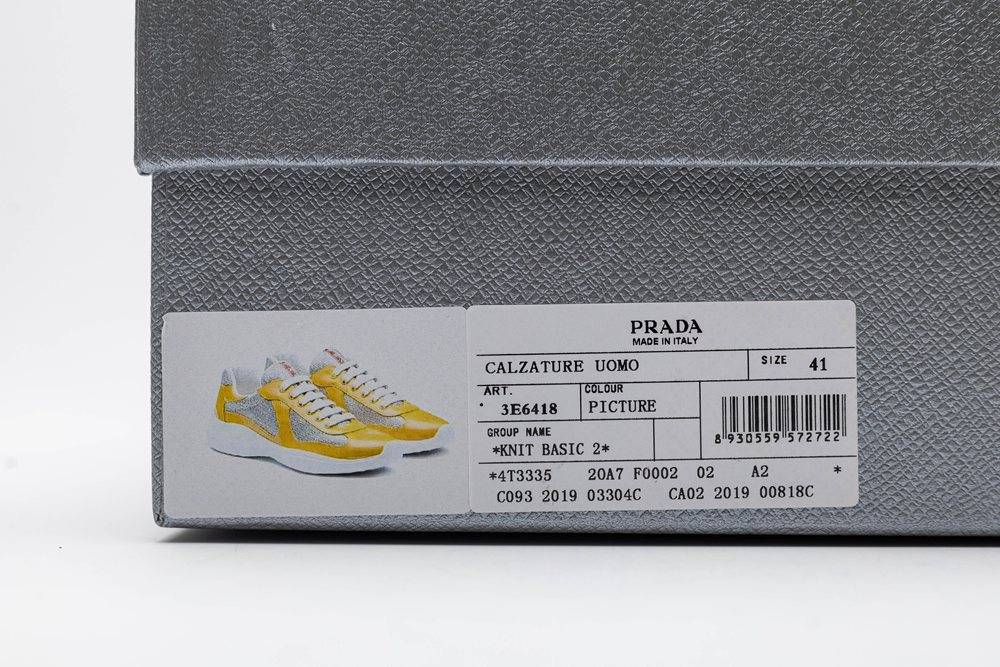 PRADA
MADE IN ITALY
CALZATURE UOMO
SIZE 41
ART. COLOUR
3E6418 PICTURE
GROUP NAME
*KNIT BASIC 2*
8 930559 572722
*4T3335 20A7 F0002 02 A2 *
C093 2019 03304C CA02 2019 00818C